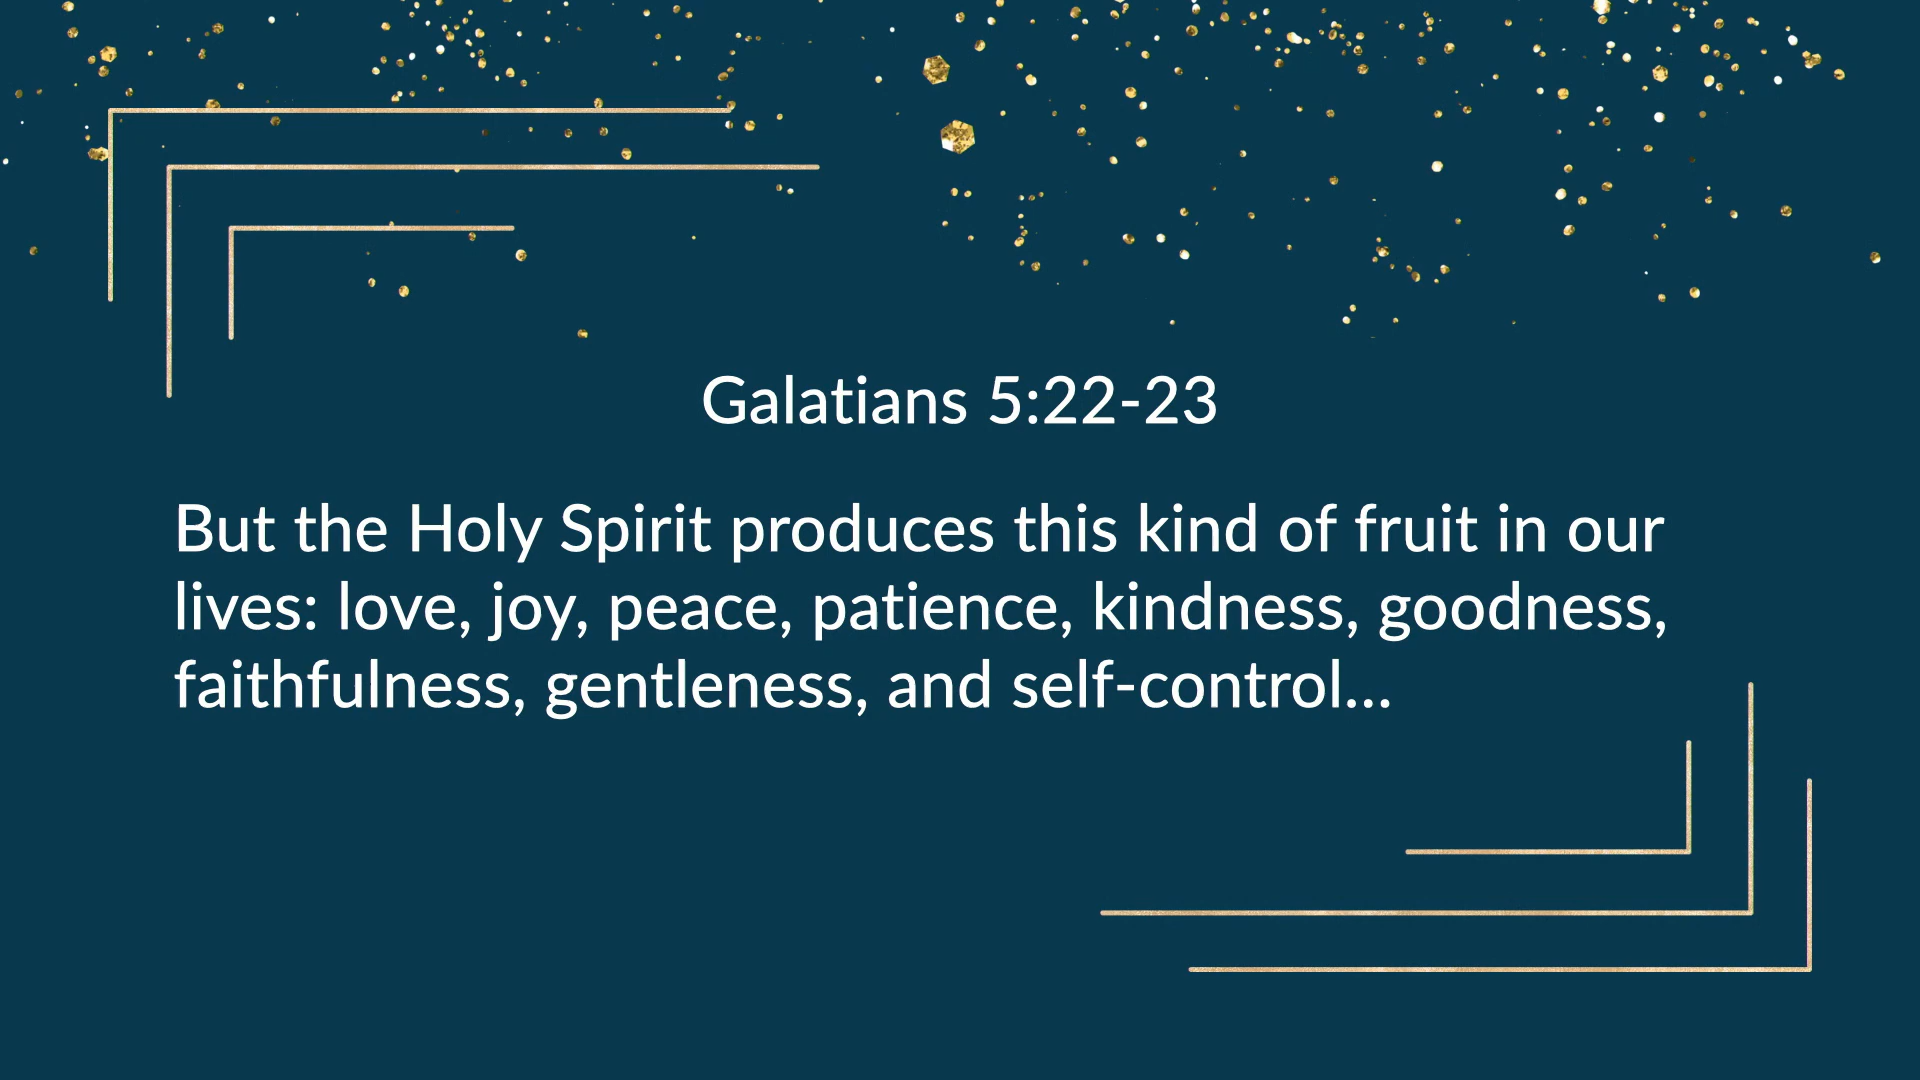 Galatians 5:22-23
But the Holy Spirit produces this kind of fruit in our
lives: love, joy, peace, patience, kindness, goodness,
faithfulness, gentleness, and self-control…